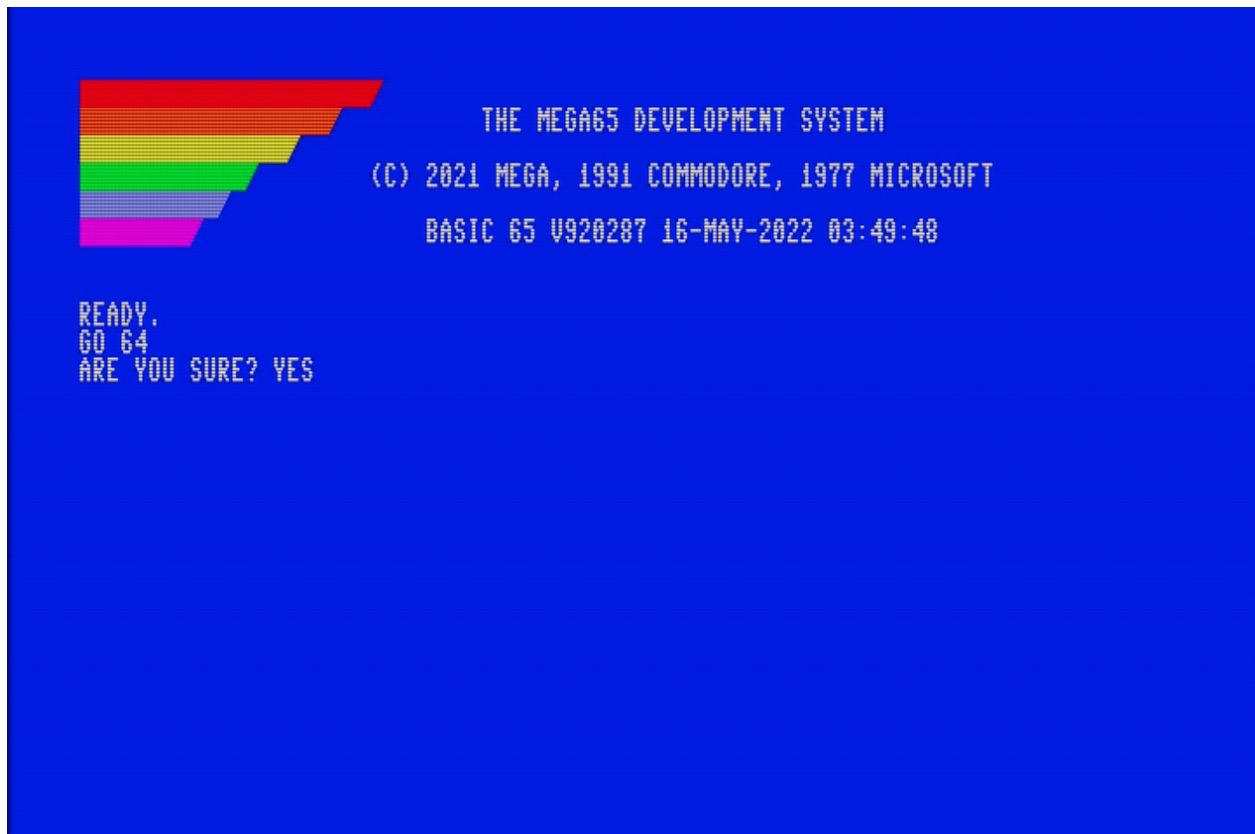 THE MEGA65 DEVELOPMENT SYSTEM
(C) 2021 MEGA, 1991 COMMODORE, 1977 MICROSOFT
BASIC 65 V920287 16-MAY-2022 03:49:48
READY.
GO 64
ARE YOU SURE? YES